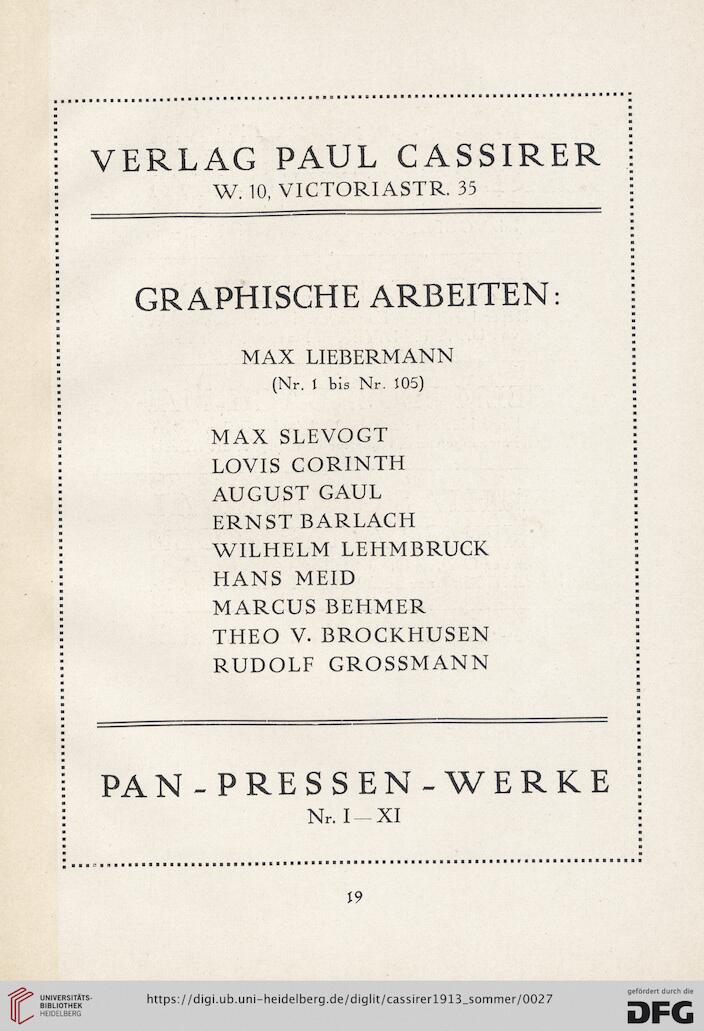 VERLAG PAUL CASSIRER
W. 10, VICTORIASTR. 35
GRAPHISCHE ARBEITEN:
MAX LIEBERMANN
(Nr. 1 bis Nr. 105)
MAX SLEVOGT
LOVIS CORINTH
AUGUST GAUL
ERNST BARLACH
WILHELM LEHMBRUCK
HANS MEID
MARCUS BEHMER
THEO V. BROCKHUSEN
RUDOLF GROSSMANN
PAN-PRESSEN-WERKE
Nr. I—XI
19
UNIVERSITÄTS-
BIBLIOTHEK
HEIDELBERG
https://digi.ub.uni-heidelberg.de/diglit/cassirer1913_sommer/0027
gefördert durch die
DFG